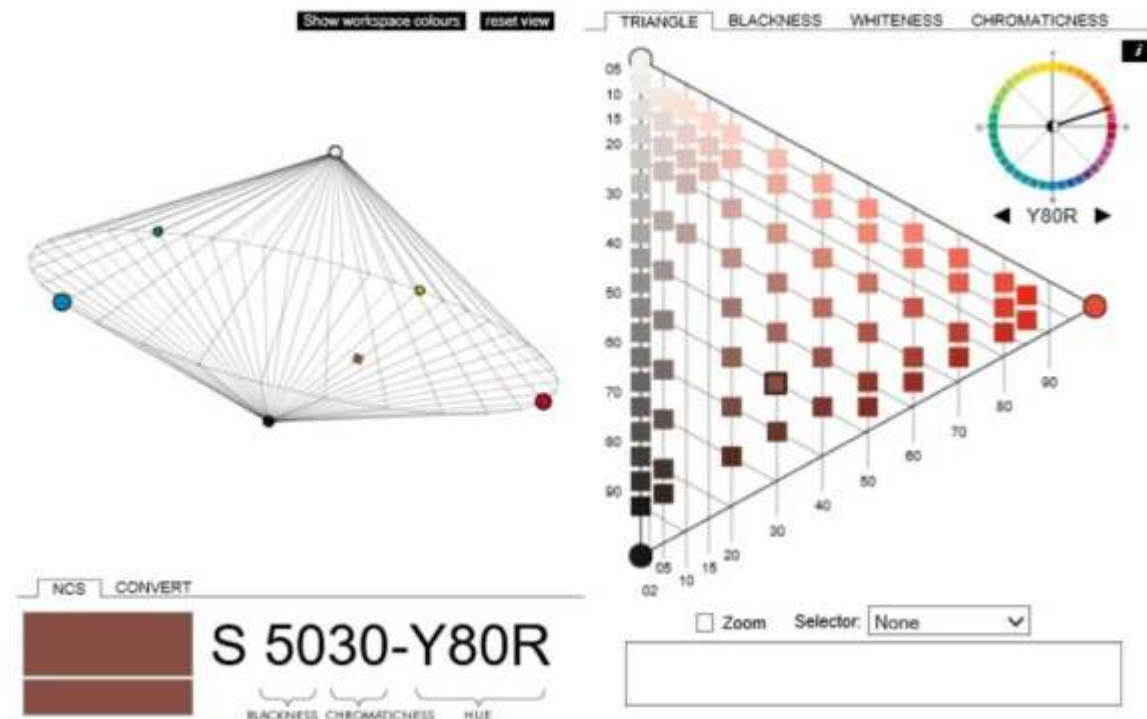 Show workspace colours reset view
TRIANGLE BLACKNESS WHITENESS CHROMATICNESS
i
05
10
15
20
30
40
50
60
70
80
90
Y80R
90
80
70
60
50
40
30
20
15
10
05
02
NCS CONVERT
S 5030-Y80R
BLACKNESS CHROMATICNESS HUE
Zoom Selector: None